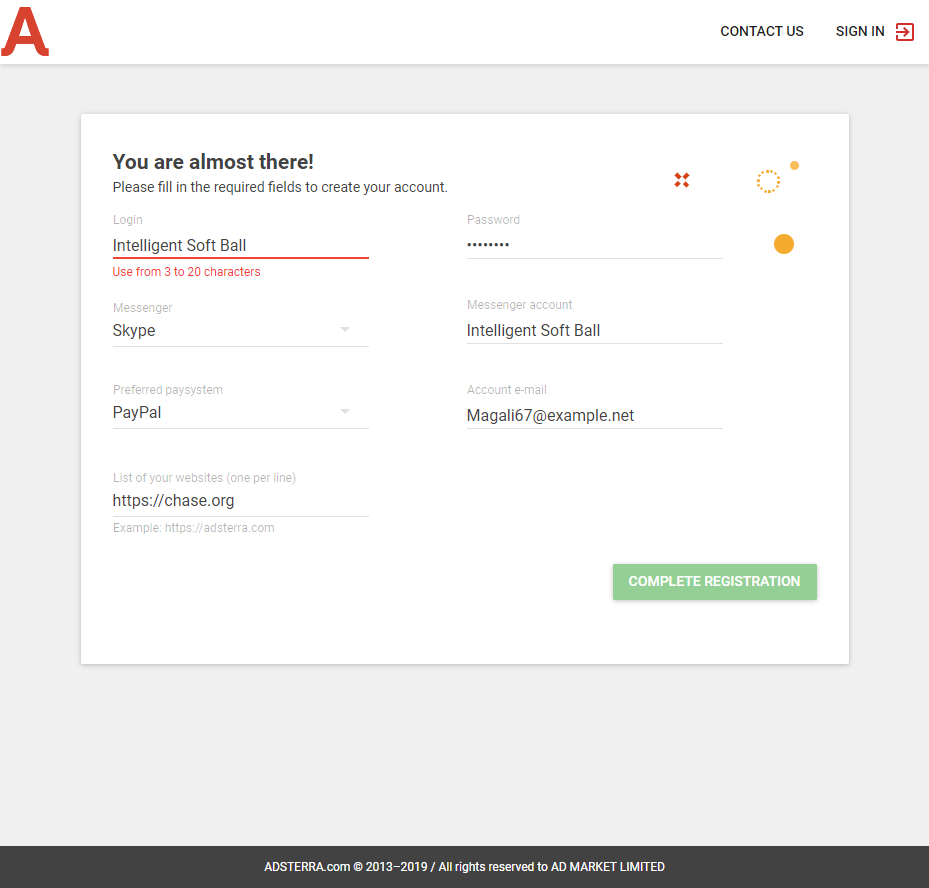 A
CONTACT US
SIGN IN
You are almost there!
Please fill in the required fields to create your account.
Login
Password
Intelligent Soft Ball
••••••••
Use from 3 to 20 characters
Messenger
Messenger account
Skype
Intelligent Soft Ball
Preferred paysystem
Account e-mail
PayPal
Magali67@example.net
List of your websites (one per line)
https://chase.org
Example: https://adsterra.com
COMPLETE REGISTRATION
ADSTERRA.com © 2013–2019 / All rights reserved to AD MARKET LIMITED